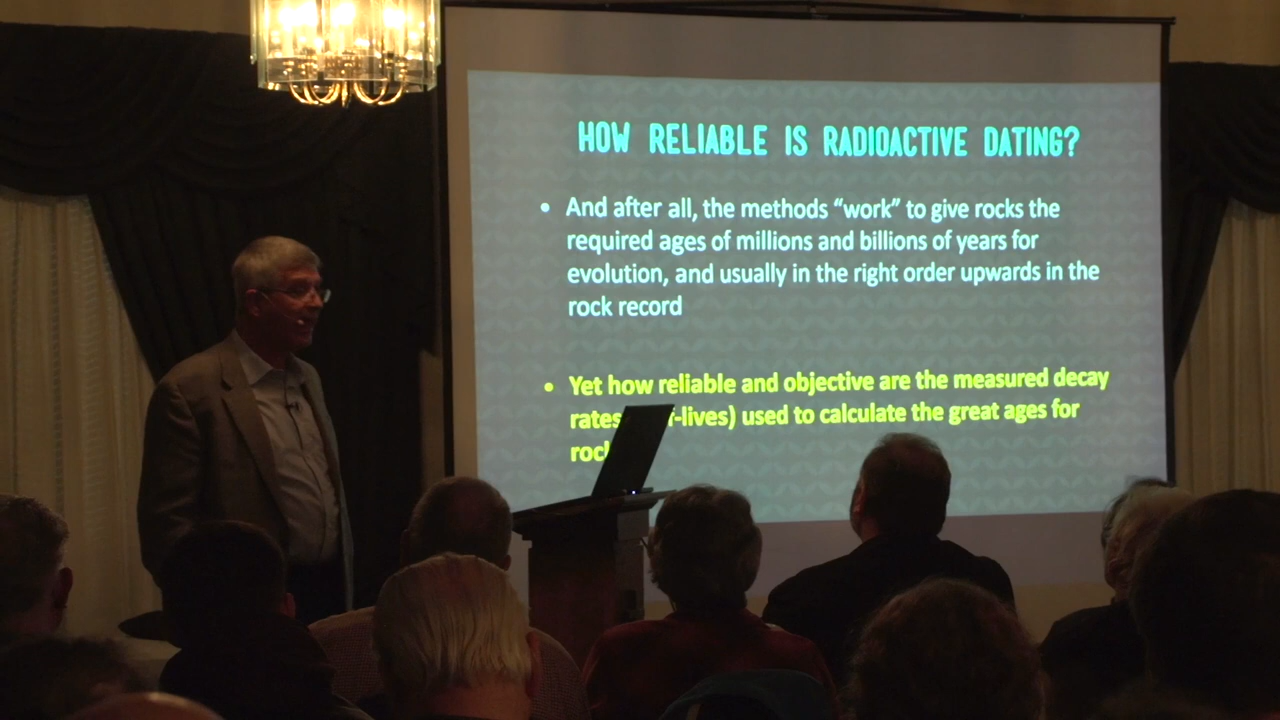 HOW RELIABLE IS RADIOACTIVE DATING?
• And after all, the methods “work” to give rocks the
required ages of millions and billions of years for
evolution, and usually in the right order upwards in the
rock record
• Yet how reliable and objective are the measured decay
rates -lives) used to calculate the great ages for